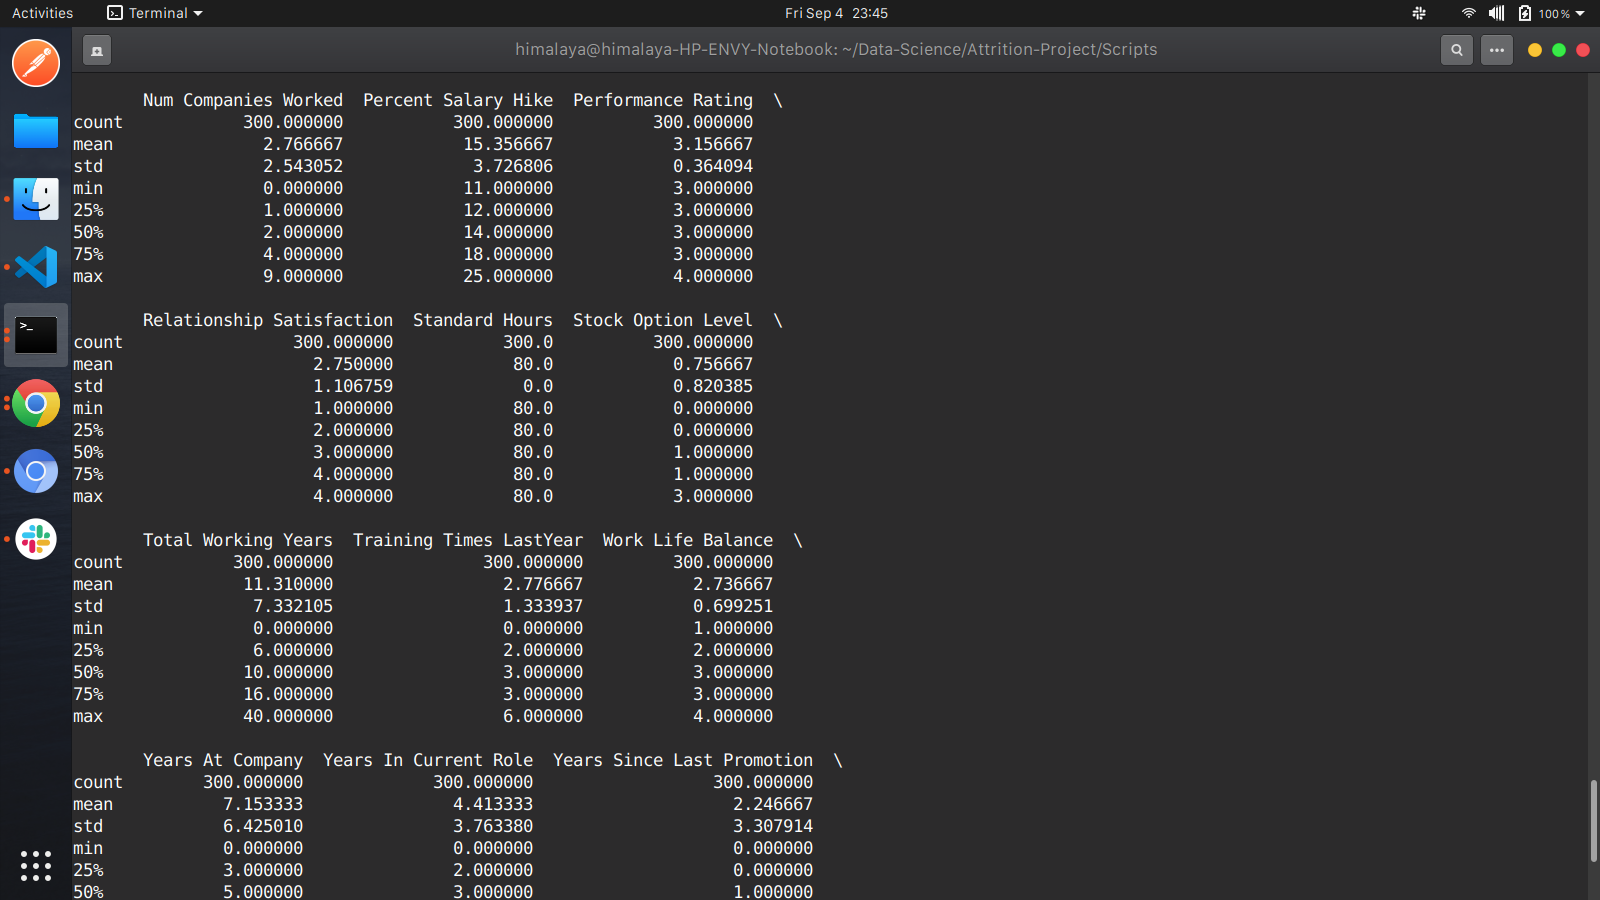 Activities Terminal Fri Sep 4 23:45 100%
himalaya@himalaya-HP-ENVY-Notebook: ~/Data-Science/Attrition-Project/Scripts
Num Companies Worked Percent Salary Hike Performance Rating \
count 300.000000 300.000000 300.000000
mean 2.766667 15.356667 3.156667
std 2.543052 3.726806 0.364094
min 0.000000 11.000000 3.000000
25% 1.000000 12.000000 3.000000
50% 2.000000 14.000000 3.000000
75% 4.000000 18.000000 3.000000
max 9.000000 25.000000 4.000000
Relationship Satisfaction Standard Hours Stock Option Level \
count 300.000000 300.0 300.000000
mean 2.750000 80.0 0.756667
std 1.106759 0.0 0.820385
min 1.000000 80.0 0.000000
25% 2.000000 80.0 0.000000
50% 3.000000 80.0 1.000000
75% 4.000000 80.0 1.000000
max 4.000000 80.0 3.000000
Total Working Years Training Times LastYear Work Life Balance \
count 300.000000 300.000000 300.000000
mean 11.310000 2.776667 2.736667
std 7.332105 1.333937 0.699251
min 0.000000 0.000000 1.000000
25% 6.000000 2.000000 2.000000
50% 10.000000 3.000000 3.000000
75% 16.000000 3.000000 3.000000
max 40.000000 6.000000 4.000000
Years At Company Years In Current Role Years Since Last Promotion \
count 300.000000 300.000000 300.000000
mean 7.153333 4.413333 2.246667
std 6.425010 3.763380 3.307914
min 0.000000 0.000000 0.000000
25% 3.000000 2.000000 0.000000
50% 5.000000 3.000000 1.000000